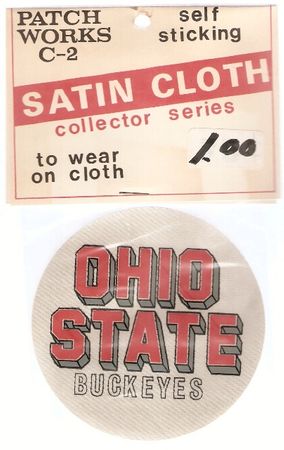 PATCH WORKS C-2
self sticking
SATIN CLOTH
collector series
to wear on cloth
1.00
OHIO
STATE
BUCKEYES